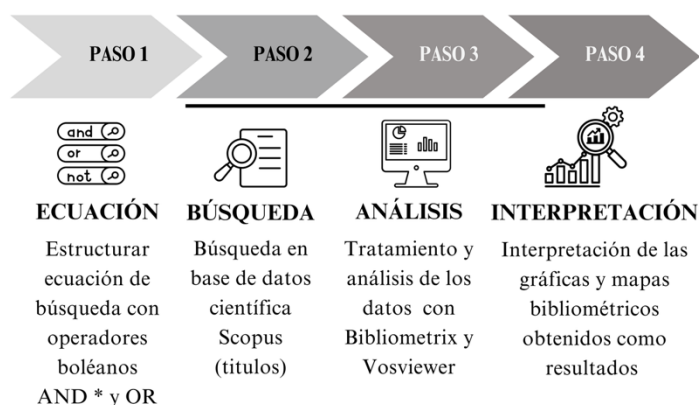 PASO 1
PASO 2
PASO 3
PASO 4
and
or
not
ECUACIÓN
Estructurar
ecuación de
búsqueda con
operadores
boléanos
AND * y OR
BÚSQUEDA
Búsqueda en
base de datos
científica
Scopus
(titulos)
ANÁLISIS
Tratamiento y
análisis de los
datos con
Bibliometrix y
Vosviewer
INTERPRETACIÓN
Interpretación de las
gráficas y mapas
bibliométricos
obtenidos como
resultados